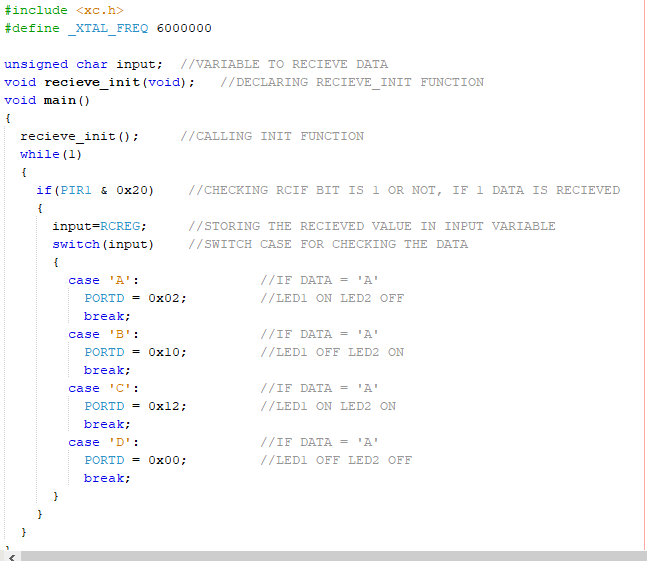 #include <xc.h>
#define _XTAL_FREQ 6000000
unsigned char input;  //VARIABLE TO RECIEVE DATA
void recieve_init(void);   //DECLARING RECIEVE_INIT FUNCTION
void main()
{
  recieve_init();     //CALLING INIT FUNCTION
  while(1)
  {
    if(PIR1 & 0x20)    //CHECKING RCIF BIT IS 1 OR NOT, IF 1 DATA IS RECIEVED
    {
      input=RCREG;     //STORING THE RECIEVED VALUE IN INPUT VARIABLE
      switch(input)    //SWITCH CASE FOR CHECKING THE DATA
      {
        case 'A':               //IF DATA = 'A'
          PORTD = 0x02;         //LED1 ON LED2 OFF
          break;
        case 'B':               //IF DATA = 'A'
          PORTD = 0x10;         //LED1 OFF LED2 ON
          break;
        case 'C':               //IF DATA = 'A'
          PORTD = 0x12;         //LED1 ON LED2 ON
          break;
        case 'D':               //IF DATA = 'A'
          PORTD = 0x00;         //LED1 OFF LED2 OFF
          break;
      }
    }
  }
}